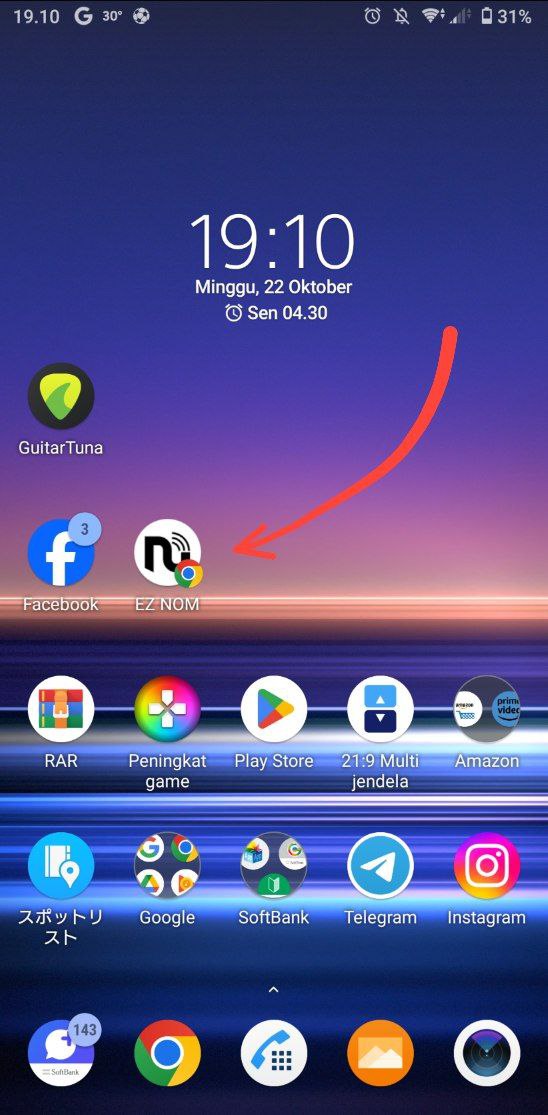 19.10 G 30° 31%
19:10
Minggu, 22 Oktober
Sen 04.30
GuitarTuna
3
Facebook EZ NOM
prime video
RAR Peningkat game Play Store 21:9 Multi jendela Amazon
スポットリスト Google SoftBank Telegram Instagram
143
SoftBank